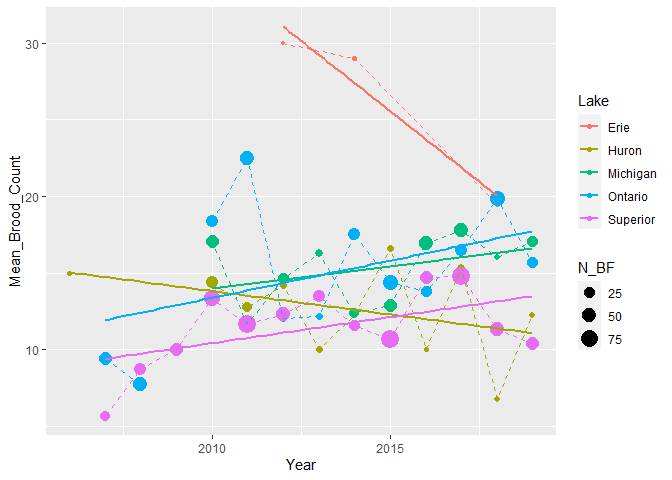 30
20
10
Mean_Brood_Count
2010
2015
Year
Lake
Erie
Huron
Michigan
Ontario
Superior
N_BF
25
50
75